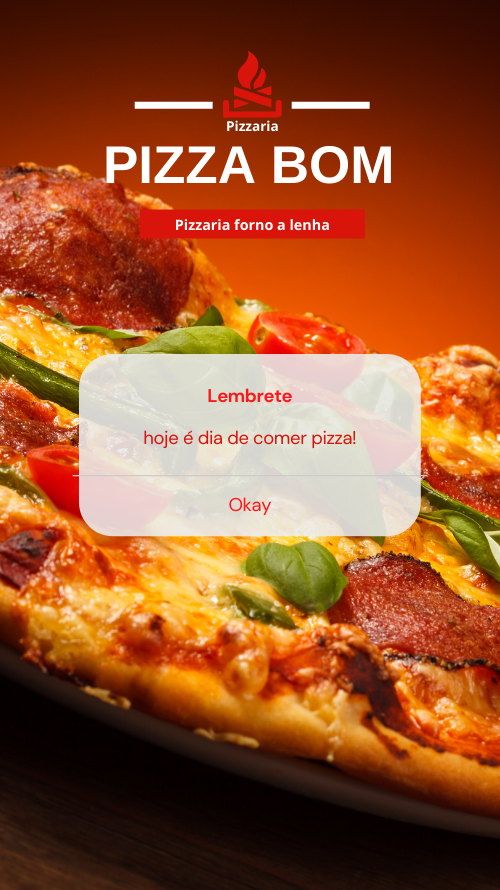 Pizzaria
PIZZA BOM
Pizzaria forno a lenha
Lembrete
hoje é dia de comer pizza!
Okay